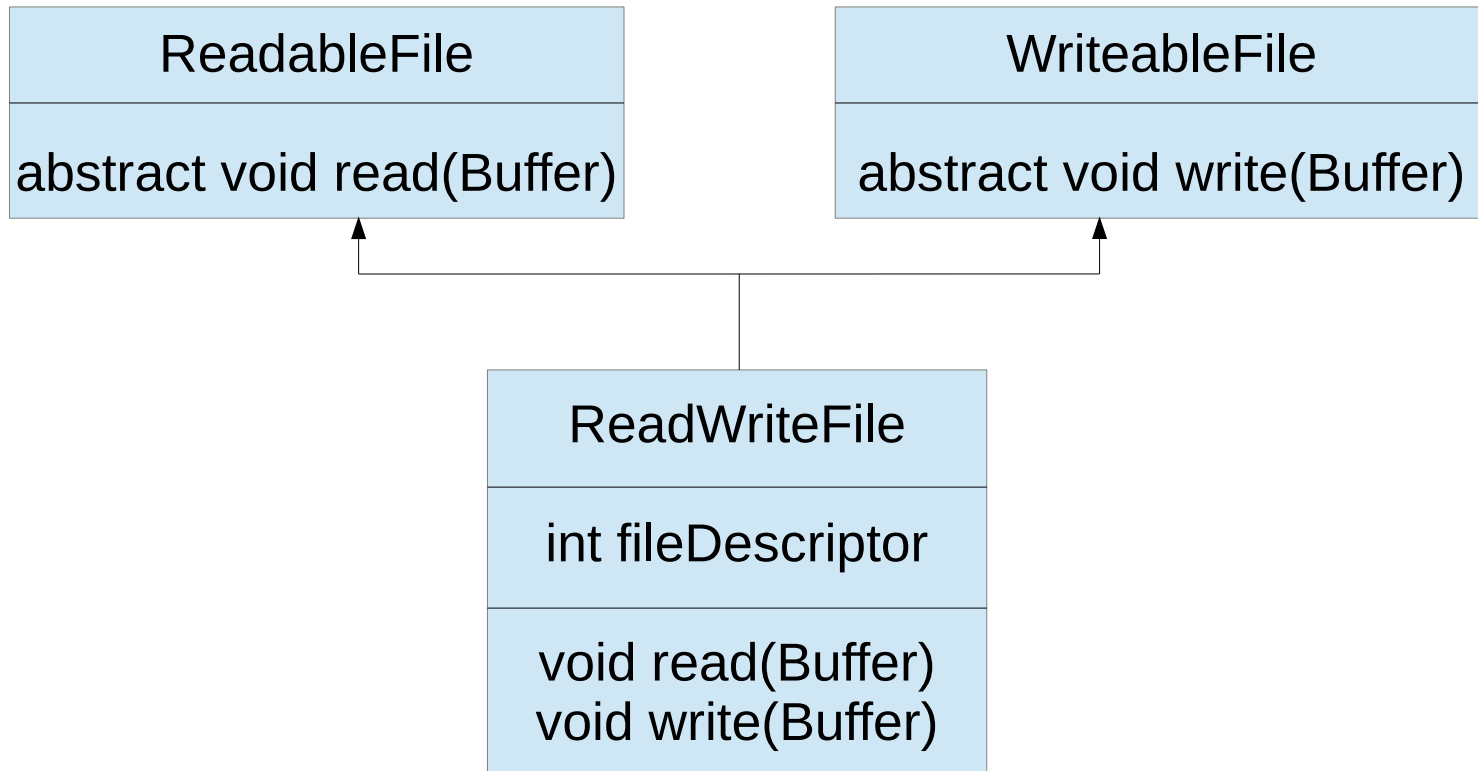 ReadableFile
abstract void read(Buffer)
WriteableFile
abstract void write(Buffer)
ReadWriteFile
int fileDescriptor
void read(Buffer)
void write(Buffer)